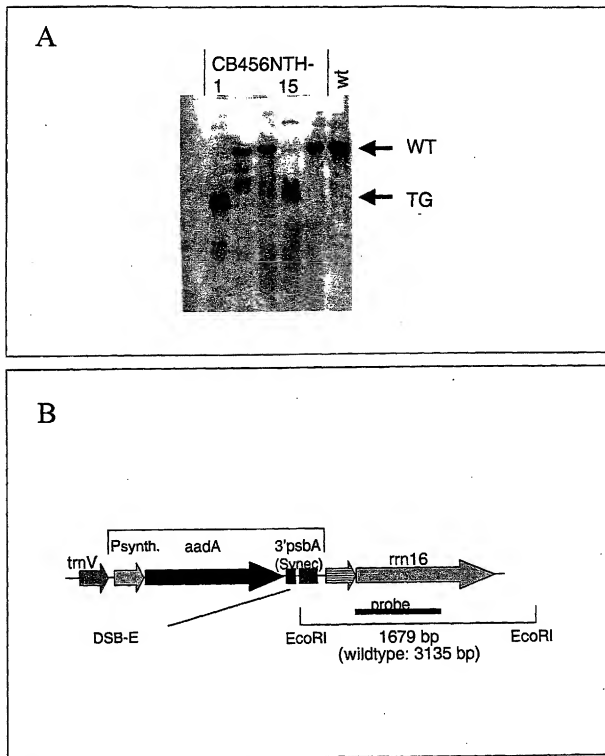 A
CB456NTH-
1 15 wt
WT
TG
B
Psynth. aadA 3'psbA
(Synec)
trnV
rrn16
probe
DSB-E
EcoRI 1679 bp EcoRI
(wildtype: 3135 bp)